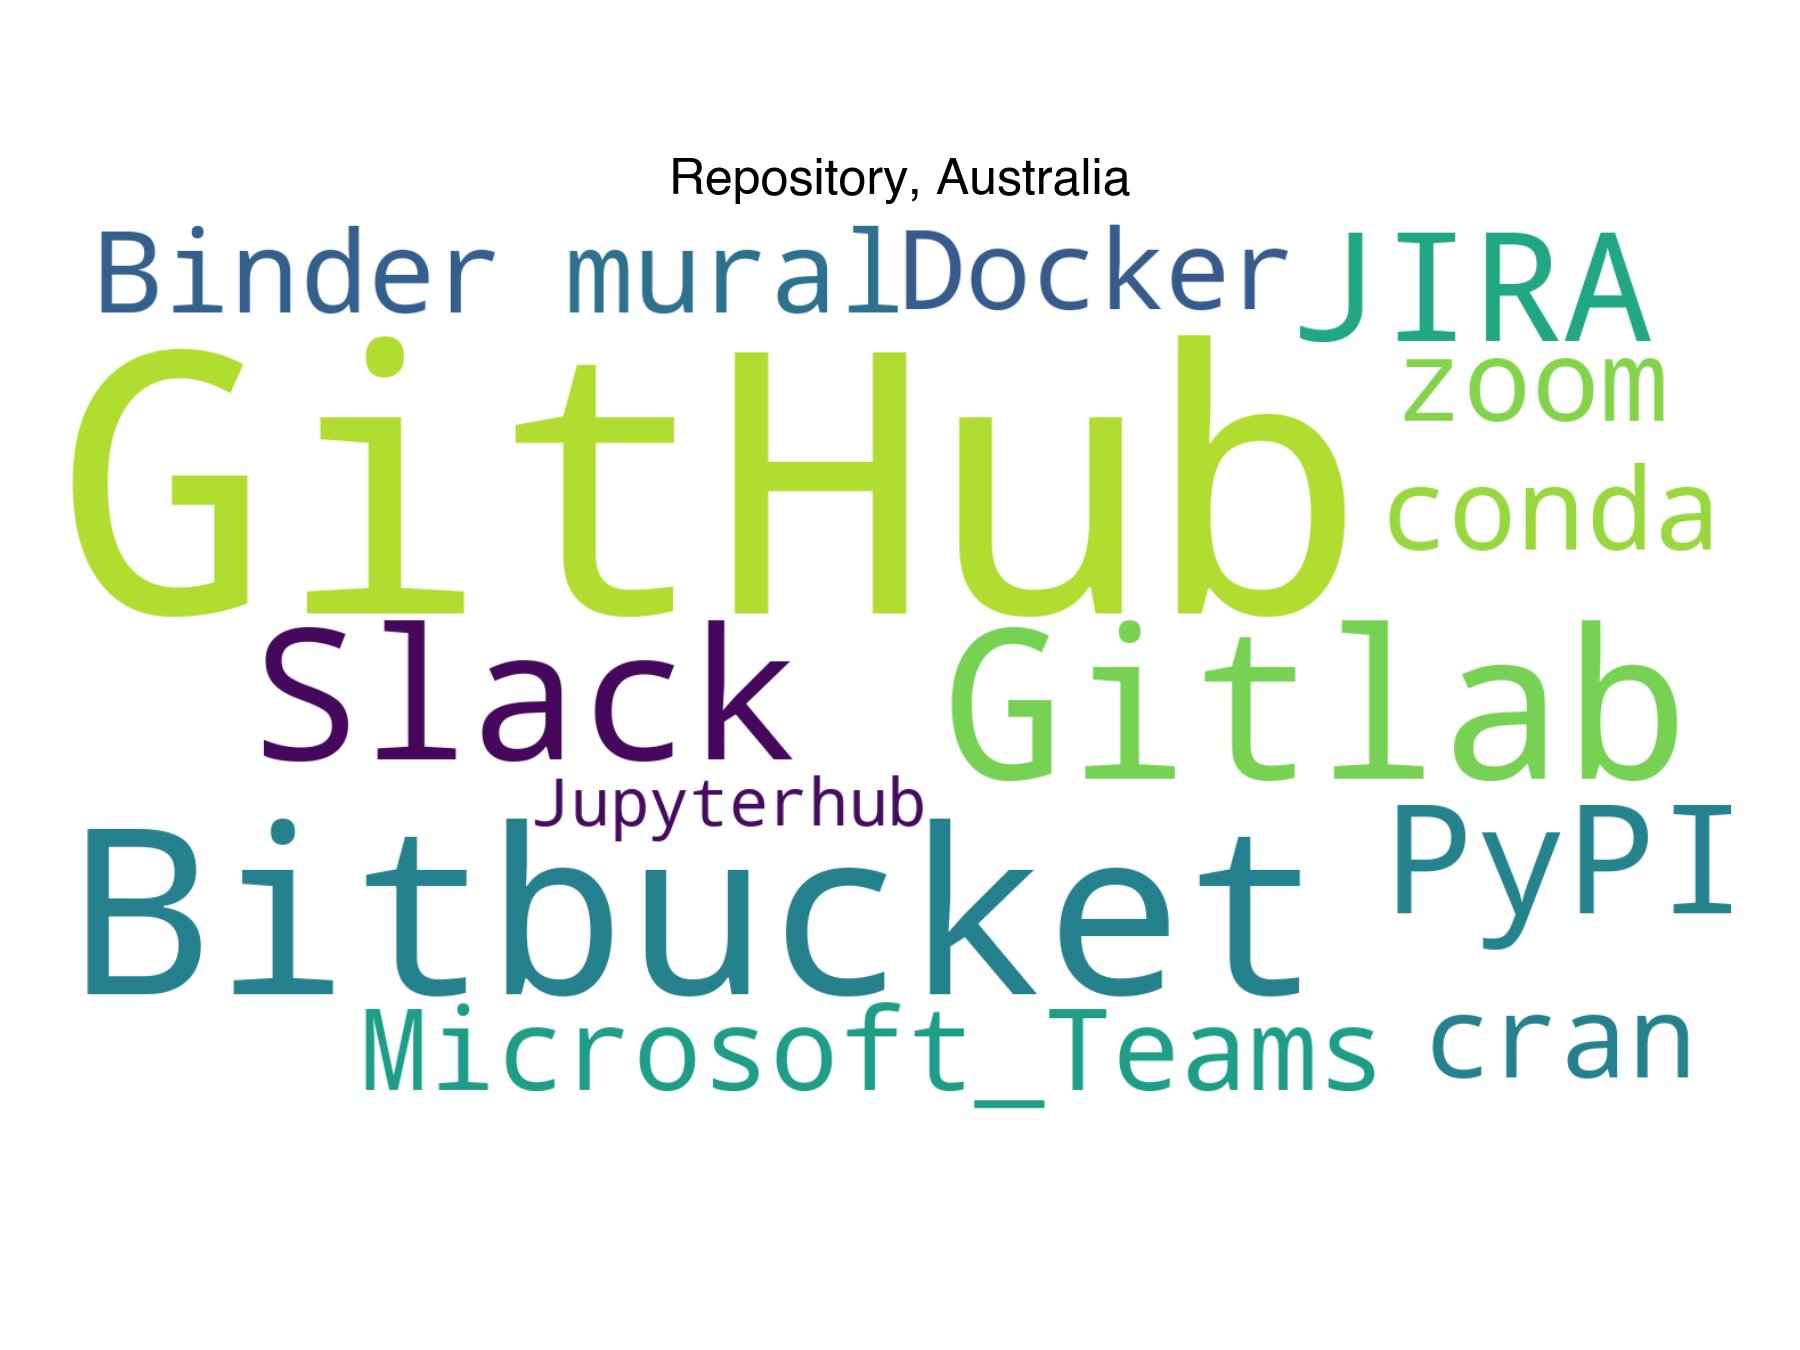 Repository, Australia
Binder mural Docker JIRA
zoom
GitHub
conda
Slack Gitlab
Jupyterhub
Bitbucket PyPI
Microsoft_Teams cran